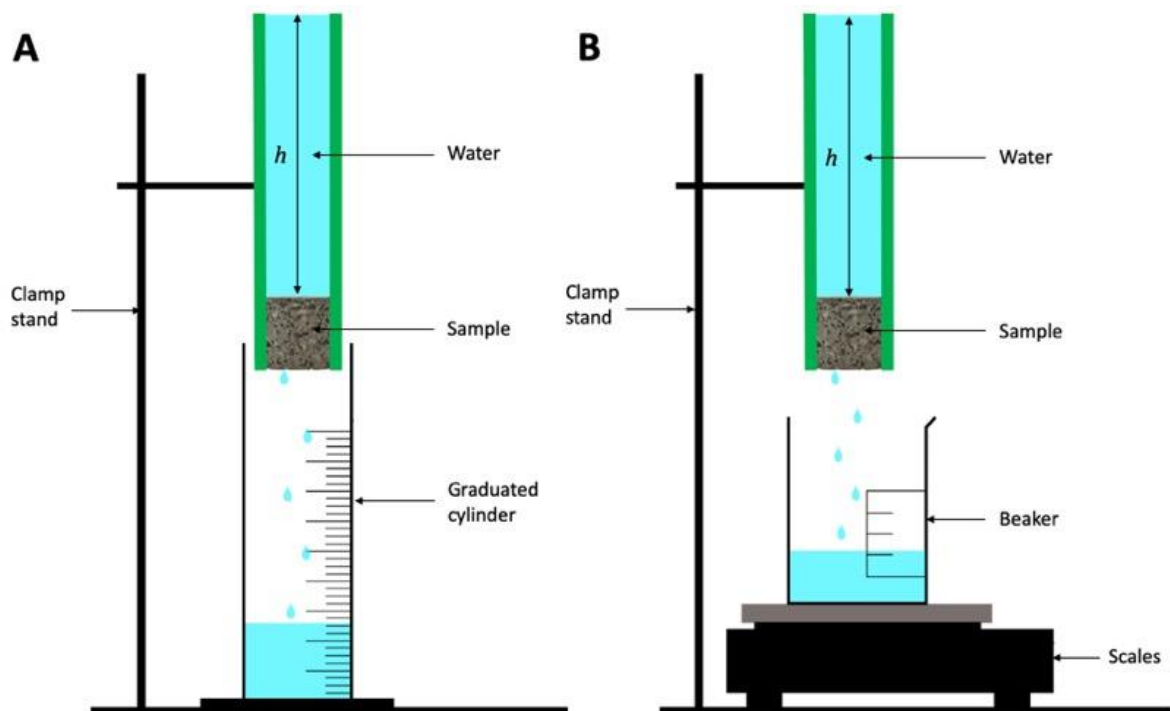 A
h
Water
Clamp
stand
Sample
Graduated
cylinder
B
h
Water
Clamp
stand
Sample
Beaker
Scales